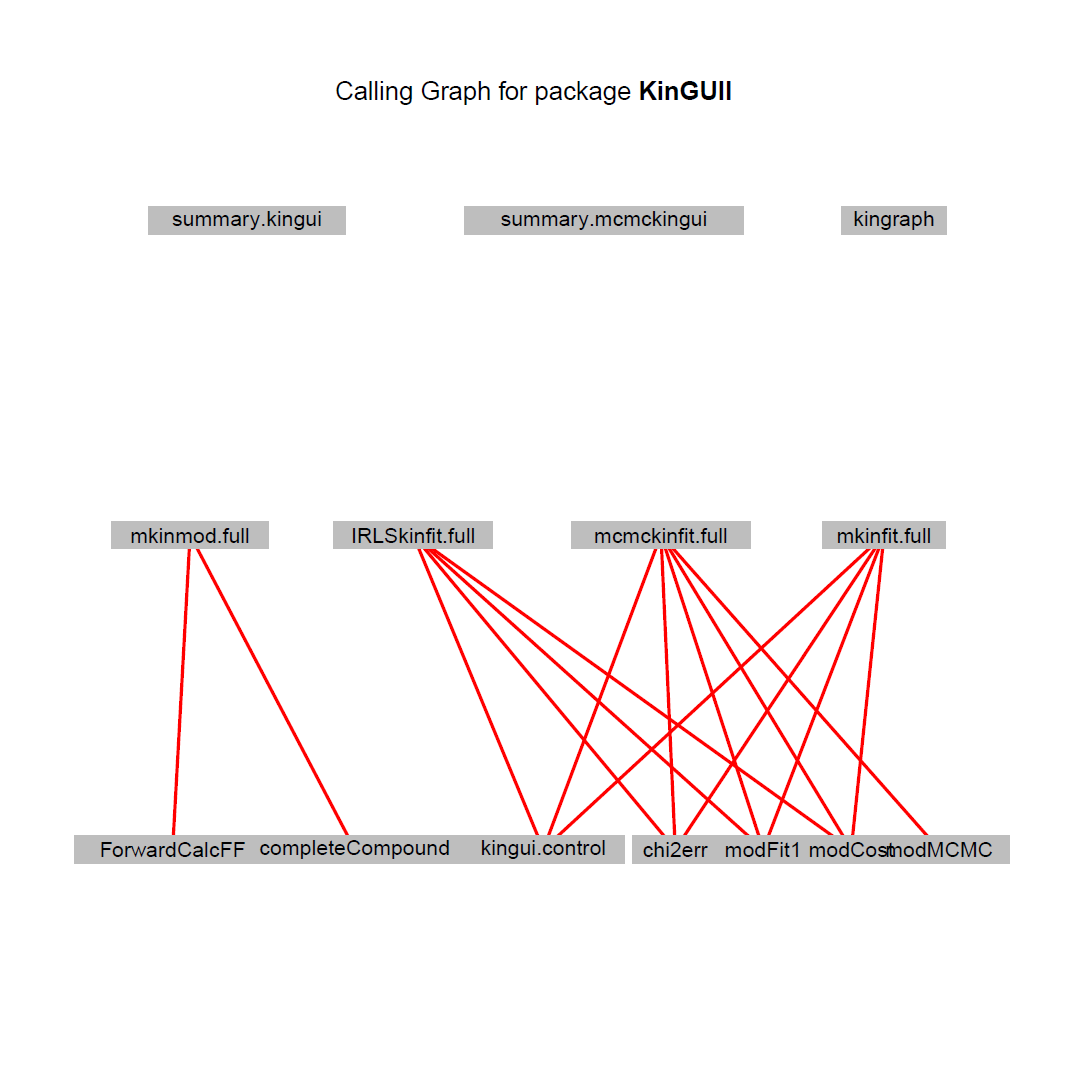 Calling Graph for package KinGUII
summary.kingui summary.mcmckingui kingraph
mkinmod.full IRLSkinfit.full mcmckinfit.full mkinfit.full
ForwardCalcFF completeCompound kingui.control chi2err modFit1 modCost modMCMC